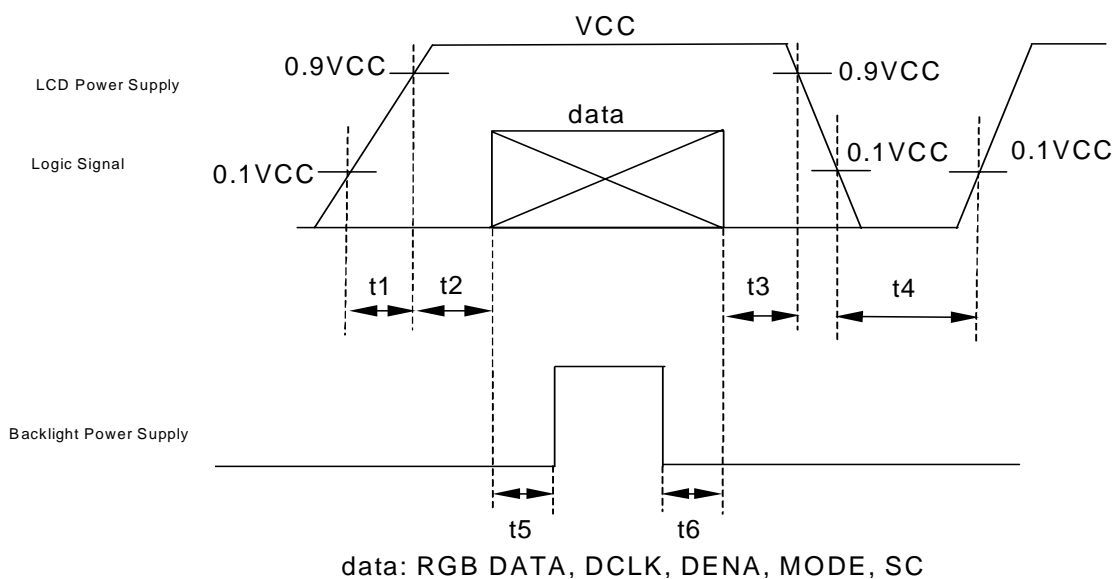 VCC
0.9VCC
0.9VCC
LCD Power Supply
data
Logic Signal
0.1VCC
0.1VCC
0.1VCC
t1
t2
t3
t4
Backlight Power Supply
t5
t6
data: RGB DATA, DCLK, DENA, MODE, SC